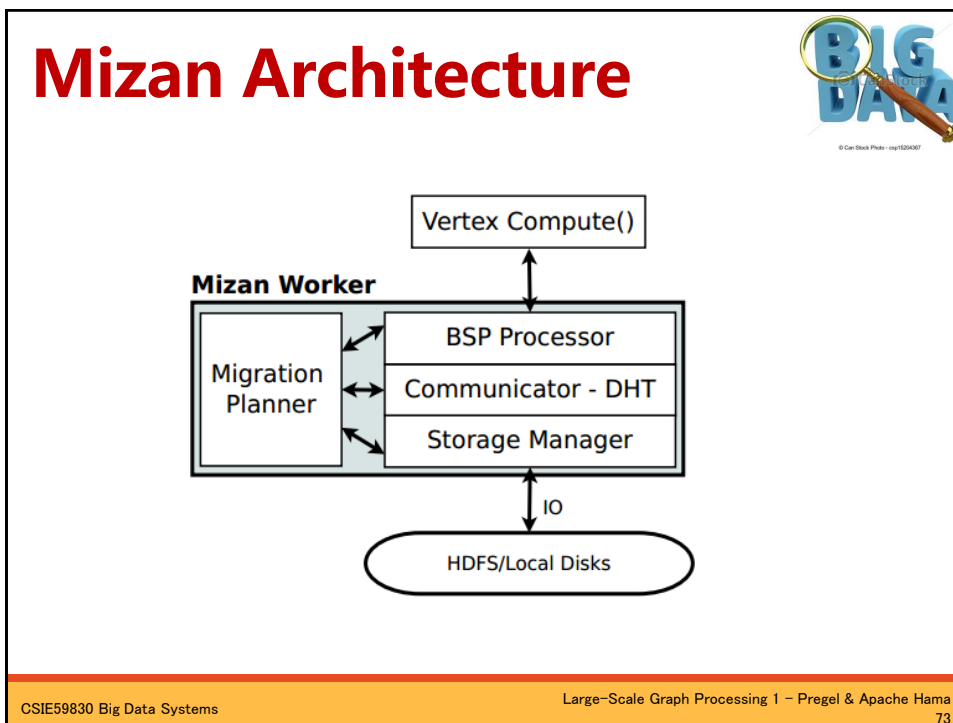 Mizan Architecture
BIG
DATA
© Can Stock Photo - csp15204367
Vertex Compute()
Mizan Worker
Migration
Planner
BSP Processor
Communicator - DHT
Storage Manager
IO
HDFS/Local Disks
CSIE59830 Big Data Systems
Large-Scale Graph Processing 1 - Pregel & Apache Hama
73